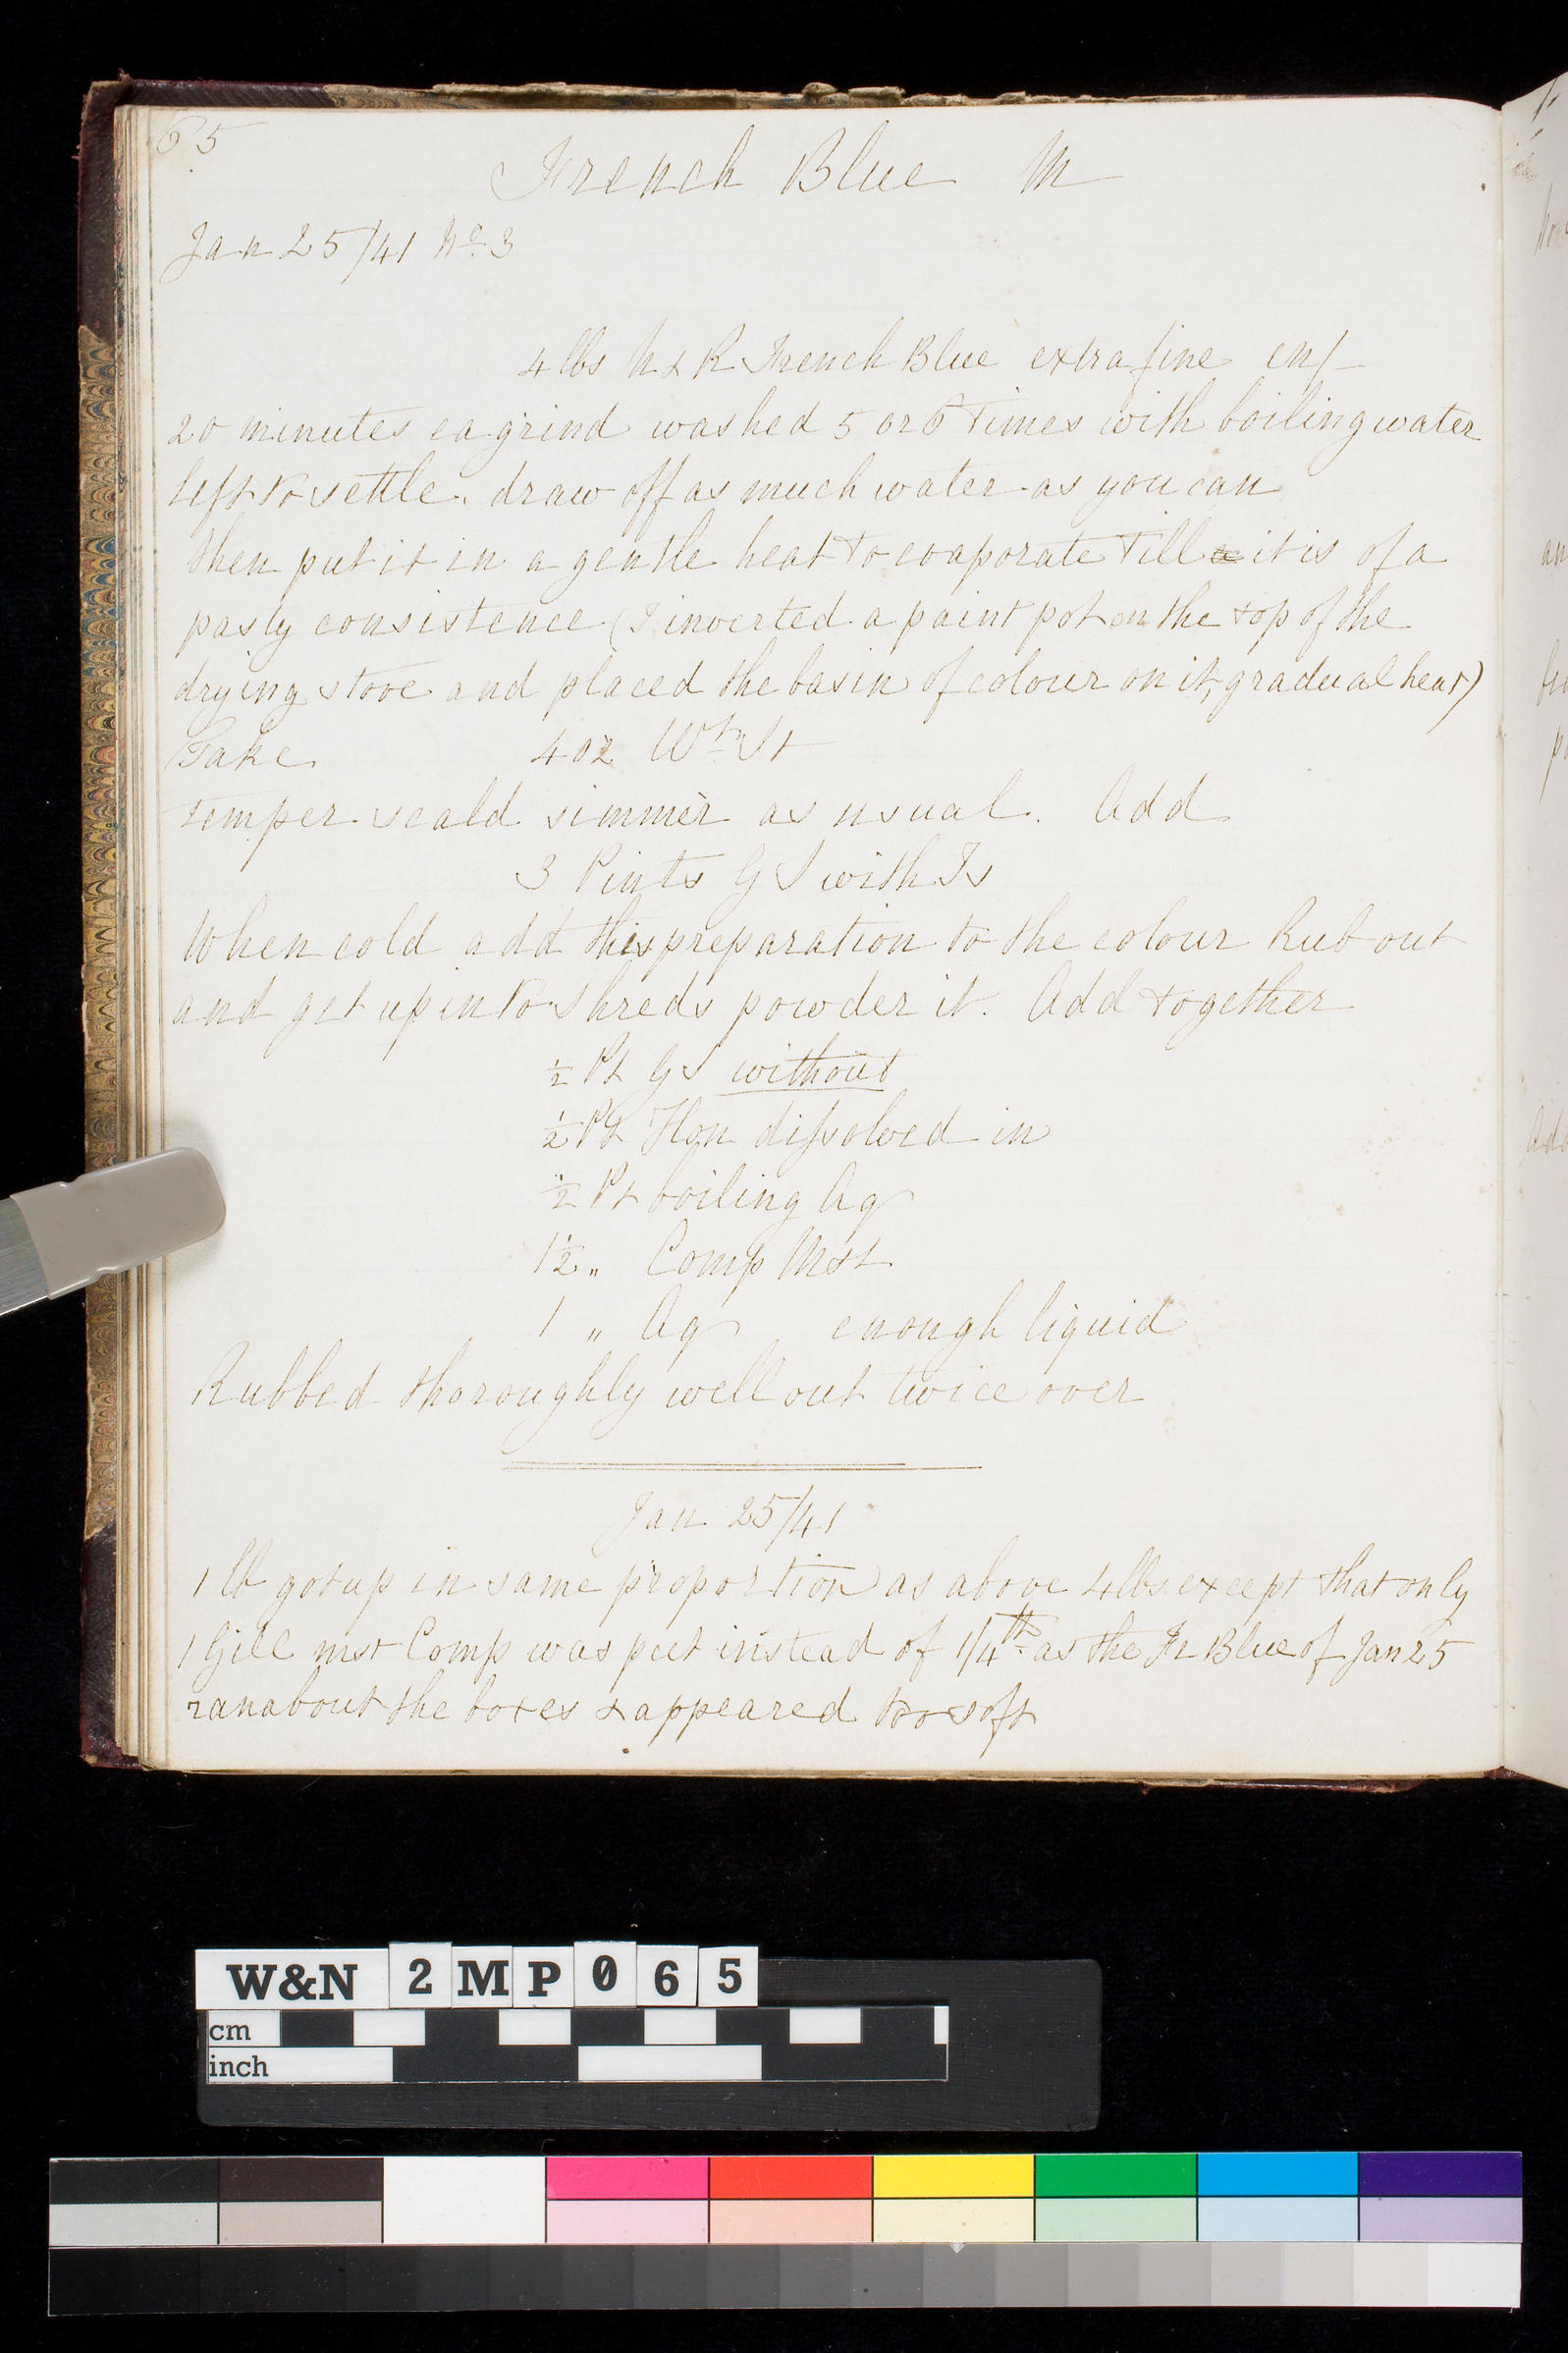 65
French Blue M
Jan 25/41 No. 3
4 lbs H & R French Blue extra fine en/-
20 minutes ea grind washed 5 or 6 times with boiling water
left to settle. draw off as much water as you can
then put it in a gentle heat to evaporate till a it is of a
pasty consistence (I inverted a paint pot on the top of the
drying stove and placed the basin of colour on it, gradual heat)
Take 4 oz Wt. St
temper scald simmer as usual. Add
3 Pints G S with Is
When cold add this preparation to the colour Rub out
and get up into shreds powder it. Add together
1/2 Pt G S without
1/2 Pt Hon dissolved in
1/2 Pt boiling Aq
1 1/2 " Comp Mst
1 " Aq enough liquid
Rubbed thoroughly well out twice over
Jan 25/41
1 lb got up in same proportion as above 4 lbs except that only
1 Gill mst Comp was put instead of 1/4th as the Fr Blue of Jan 25
ran about the boxes & appeared too soft
W&N 2MP065
cm
inch